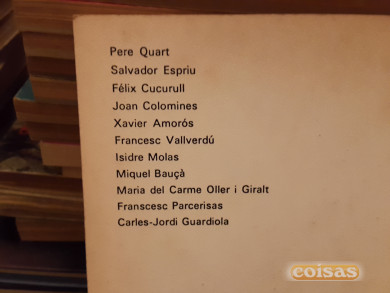 Pere Quart
Salvador Espriu
Fèlix Cucurull
Joan Colomines
Xavier Amorós
Francesc Vallverdú
Isidre Molas
Miquel Bauçà
Maria del Carme Oller i Giralt
Franscesc Parcerisas
Carles-Jordi Guardiola
coisas